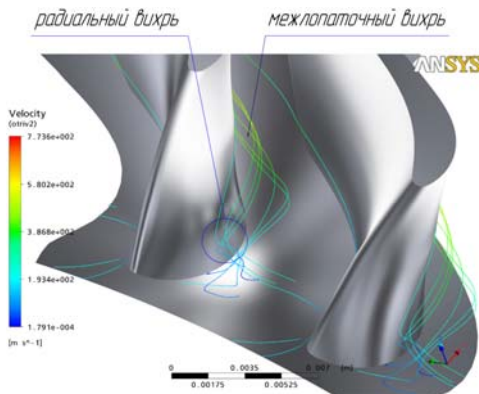 радиальный вихрь межлопаточный вихрь
ANSYS
Velocity
(otriv2)
7.736e+002
5.802e+002
3.868e+002
1.934e+002
1.791e-004
[m s^-1]
0 0.0035 0.007 (m)
0.00175 0.00525